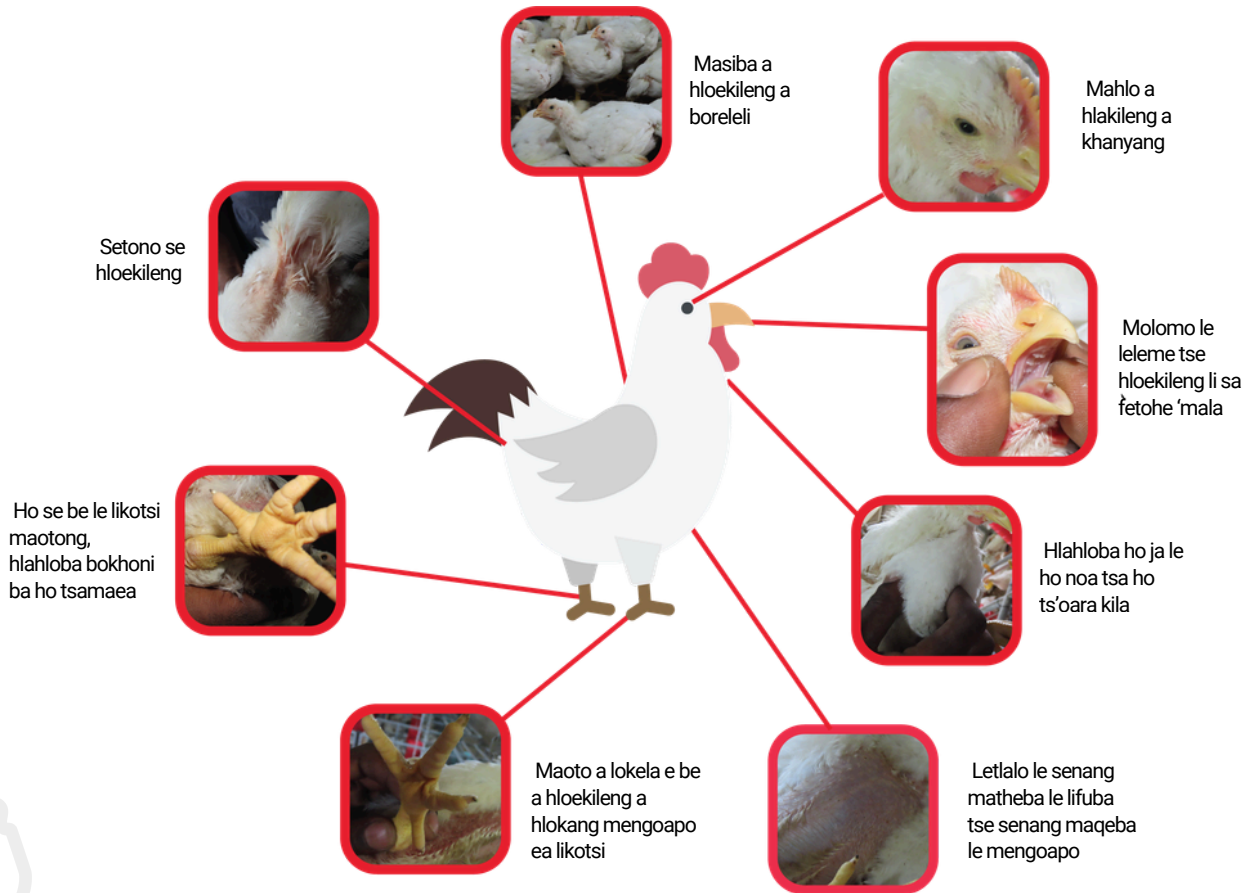 Masiba a
hloekileng a
boreleli
Mahlo a
hlakileng a
khanyang
Setono se
hloekileng
Molomo le
leleme tse
hloekileng li sa
fetohe ‘mala
Ho se be le likotsi
maotong,
hlahloba bokhoni
ba ho tsamaea
Hlahloba ho ja le
ho noa tsa ho
ts’oara kila
Maoto a lokela e be
a hloekileng a
hlokang mengoapo
ea likotsi
Letlalo le senang
matheba le lifuba
tse senang maqeba
le mengoapo